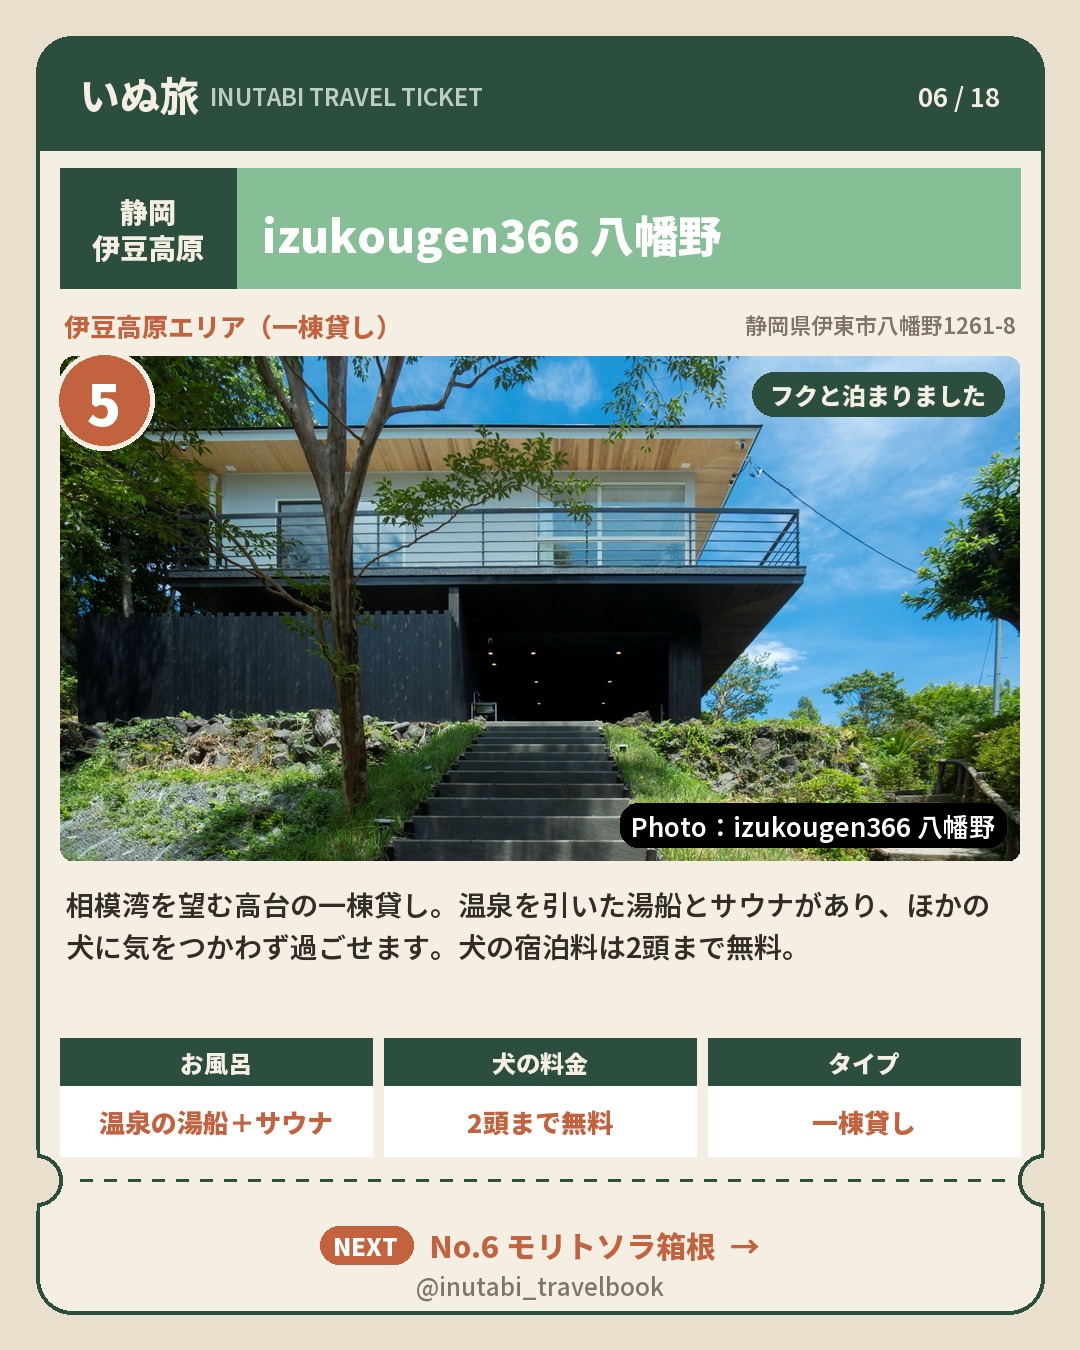 いぬ旅 INUTABI TRAVEL TICKET
06 / 18
静岡
伊豆高原
izukougen366 八幡野
伊豆高原エリア（一棟貸し）
静岡県伊東市八幡野1261-8
5
フクと泊まりました
Photo：izukougen366 八幡野
相模湾を望む高台の一棟貸し。温泉を引いた湯船とサウナがあり、ほかの
犬に気をつかわず過ごせます。犬の宿泊料は2頭まで無料。
お風呂
犬の料金
タイプ
温泉の湯船＋サウナ
2頭まで無料
一棟貸し
NEXT No.6 モリトソラ箱根 →
@inutabi_travelbook